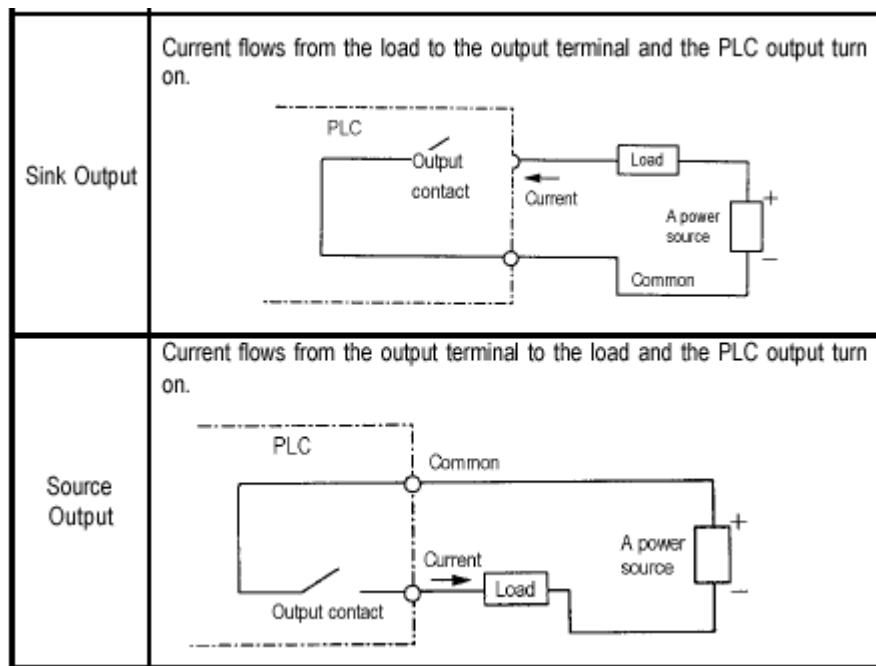 Sink Output
Current flows from the load to the output terminal and the PLC output turn
on.
PLC
Output
contact
Current
Load
A power
source
+
–
Common
Source
Output
Current flows from the output terminal to the load and the PLC output turn
on.
PLC
Common
Current
Load
Output contact
A power
source
+
–